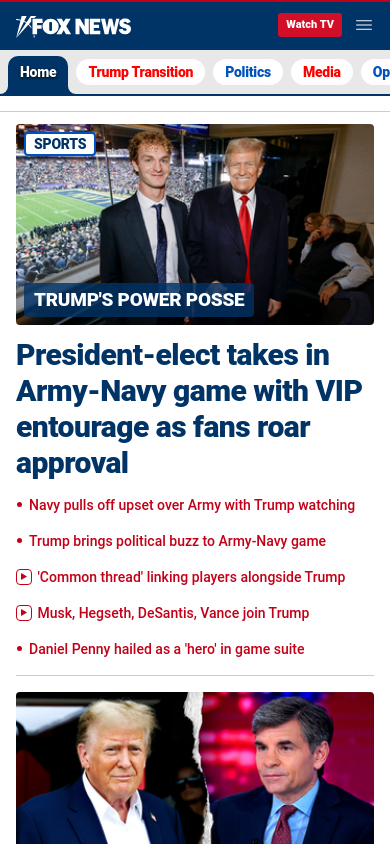 FOX NEWS
Watch TV
Home
Trump Transition
Politics
Media
Op
SPORTS
TRUMP'S POWER POSSE
President-elect takes in
Army-Navy game with VIP
entourage as fans roar
approval
• Navy pulls off upset over Army with Trump watching
• Trump brings political buzz to Army-Navy game
'Common thread' linking players alongside Trump
Musk, Hegseth, DeSantis, Vance join Trump
• Daniel Penny hailed as a 'hero' in game suite